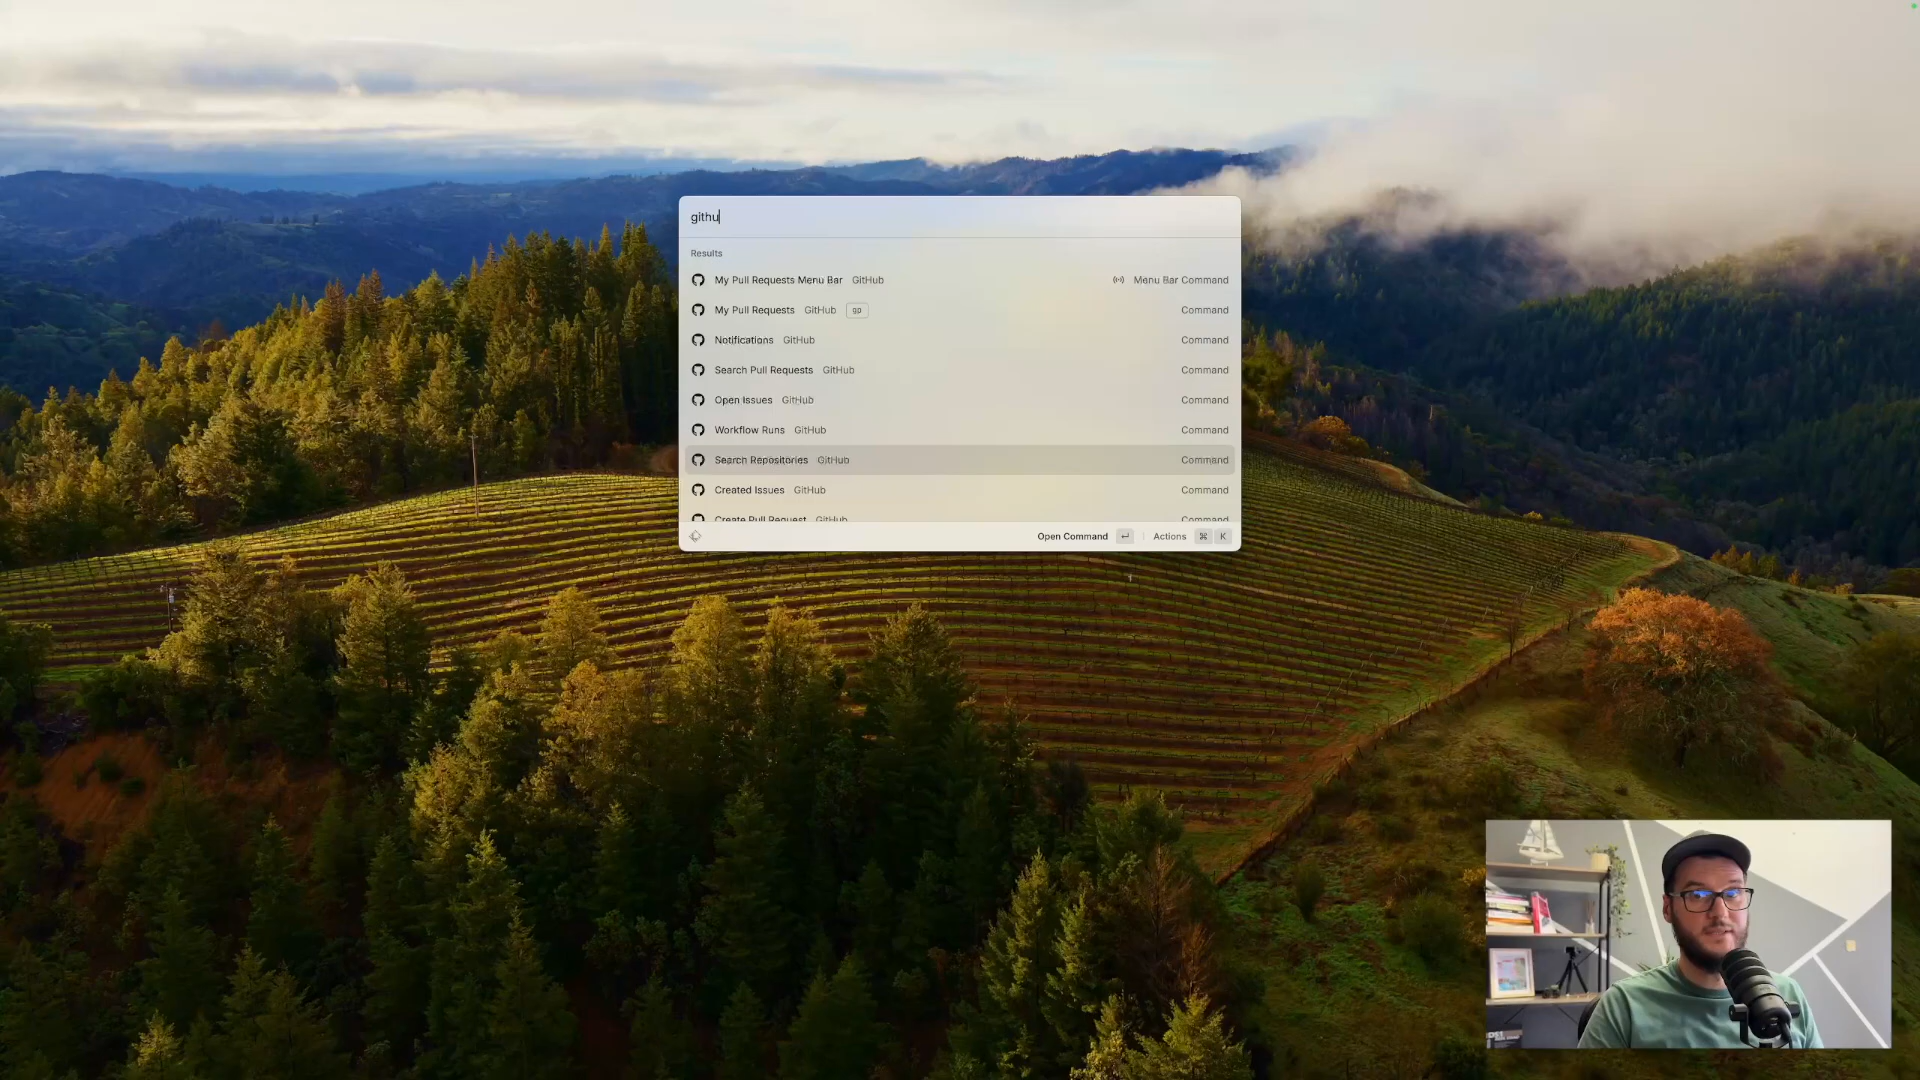 githu
Results
My Pull Requests Menu Bar GitHub Menu Bar Command
My Pull Requests GitHub gp Command
Notifications GitHub Command
Search Pull Requests GitHub Command
Open Issues GitHub Command
Workflow Runs GitHub Command
Search Repositories GitHub Command
Created Issues GitHub Command
Create Pull Request GitHub Command
Open Command ↵ Actions ⌘ K